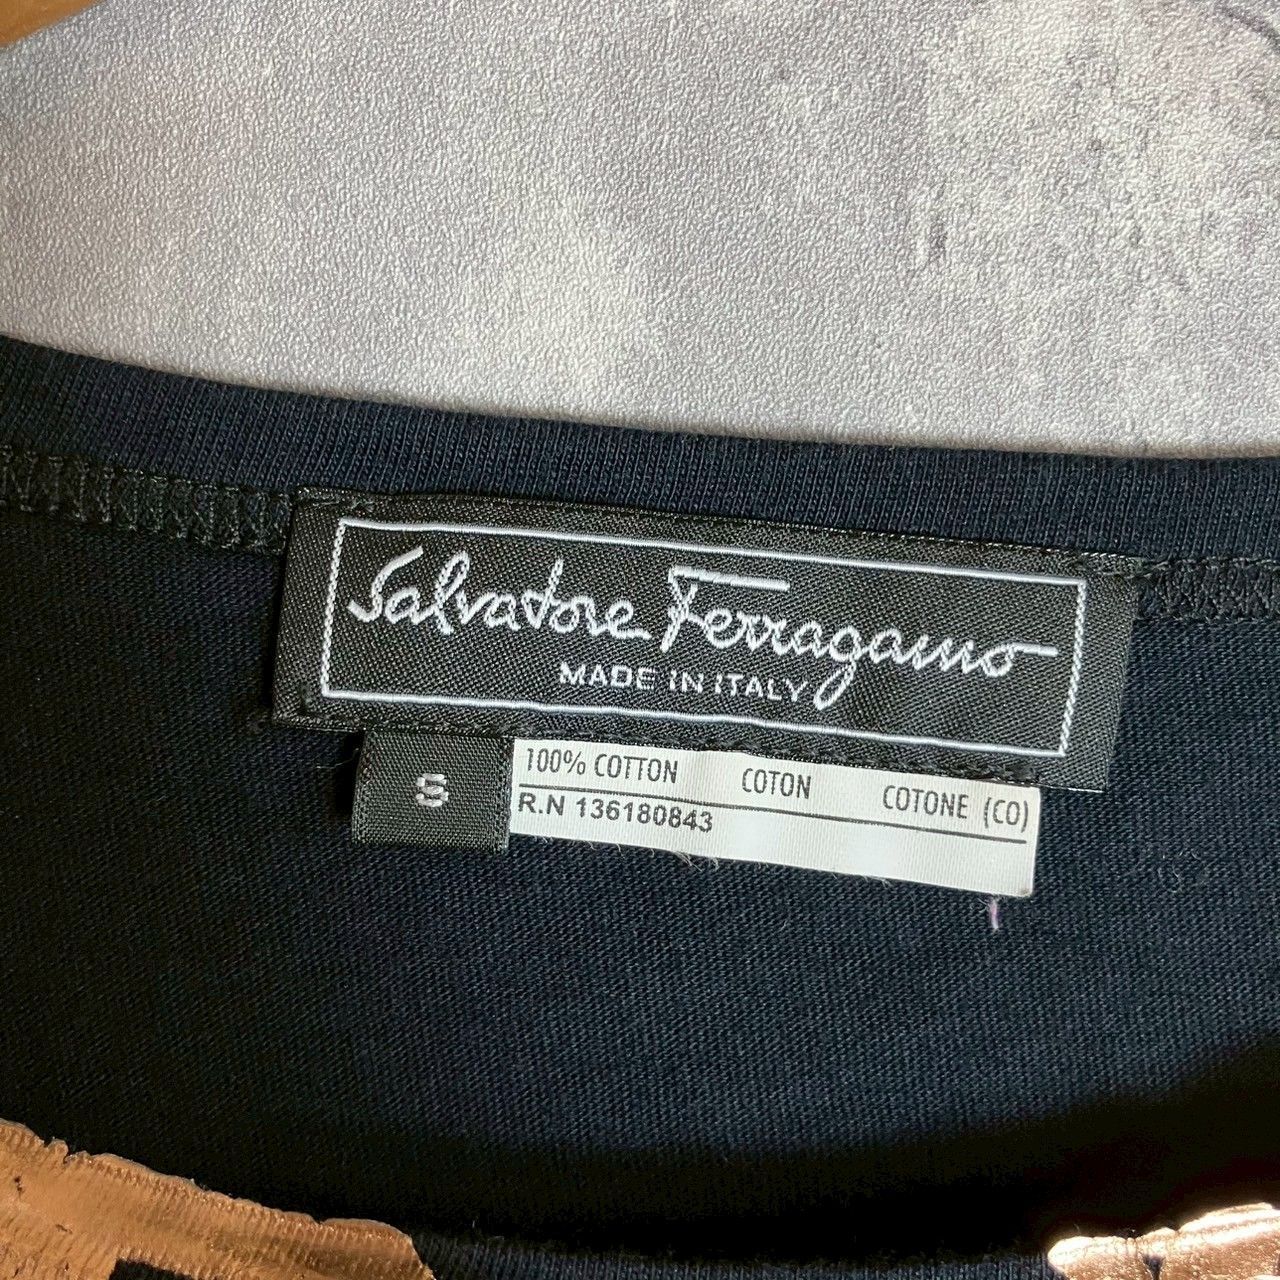 Salvatore Ferragamo
MADE IN ITALY
S
100% COTTON COTON COTONE (CO)
R.N 136180843